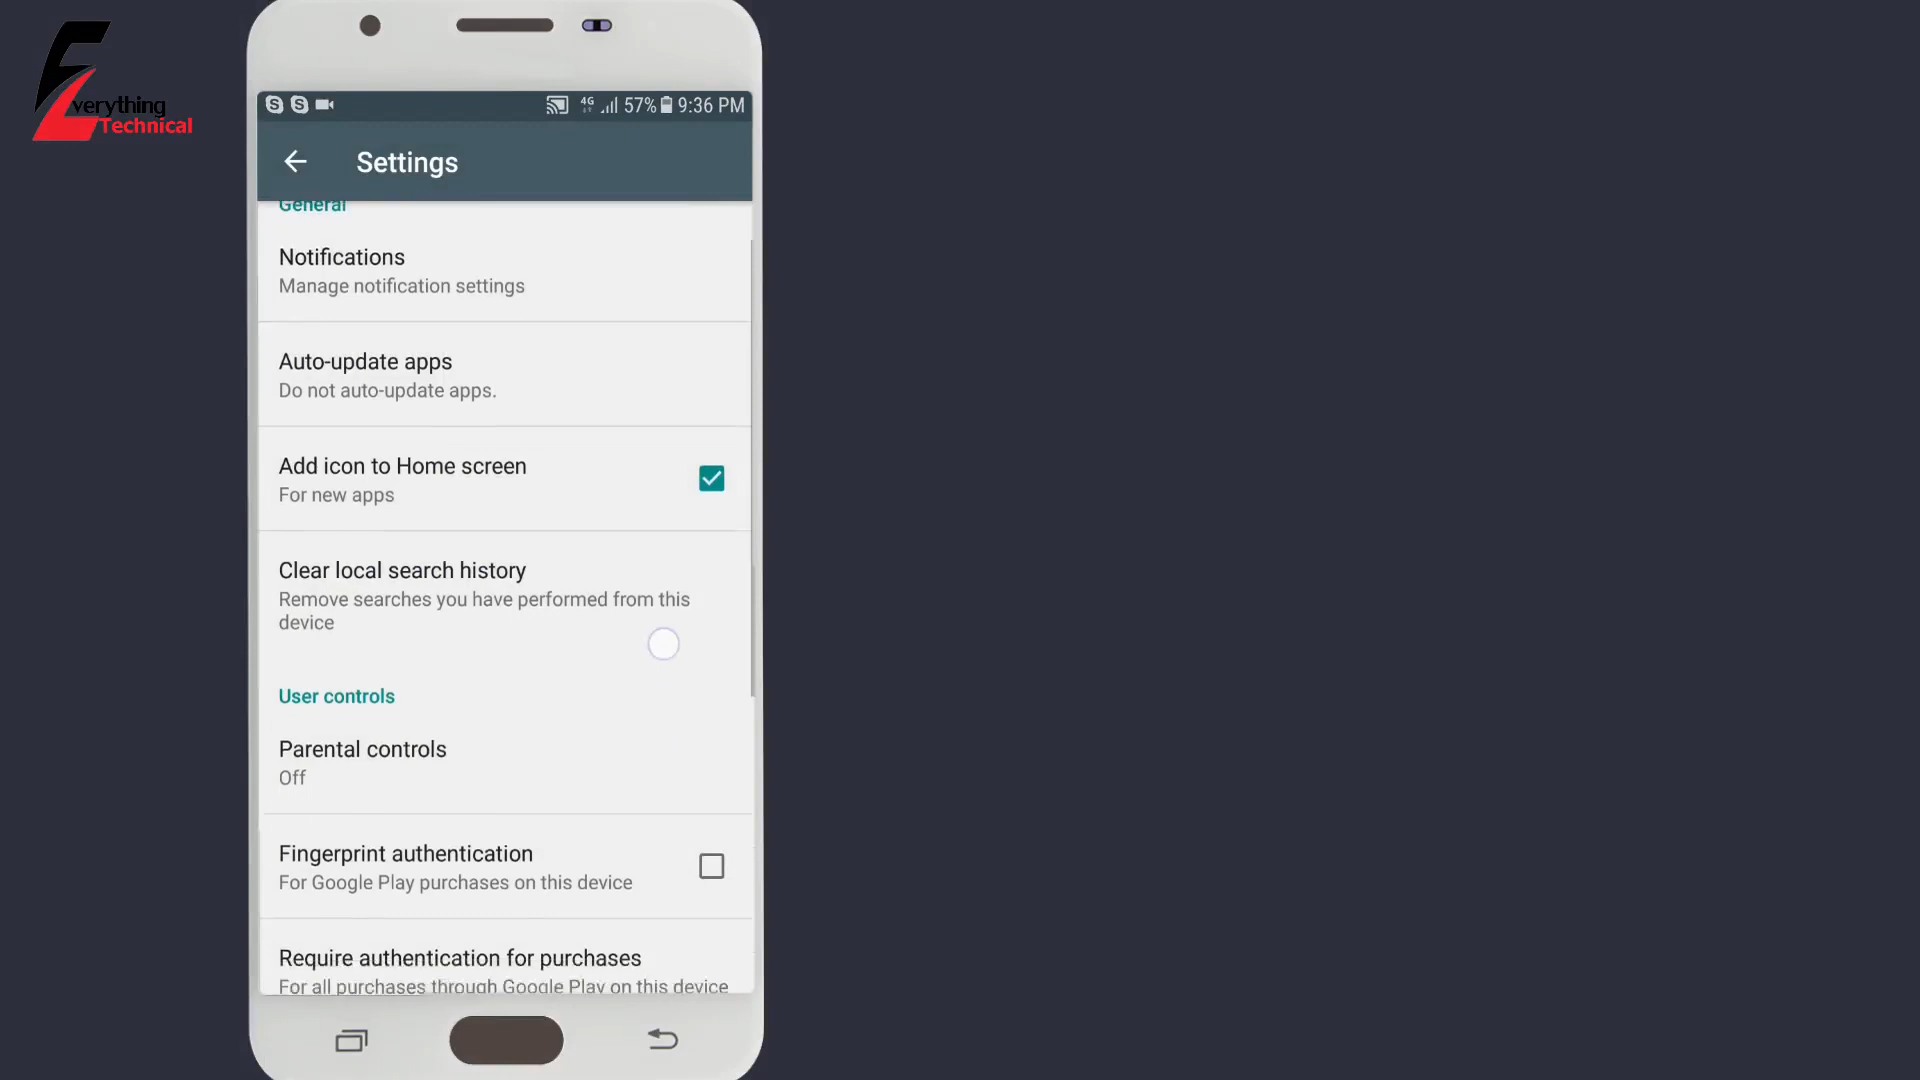 Everything
Technical
4G 57% 9:36 PM
Settings
General
Notifications
Manage notification settings
Auto-update apps
Do not auto-update apps.
Add icon to Home screen
For new apps
Clear local search history
Remove searches you have performed from this
device
User controls
Parental controls
Off
Fingerprint authentication
For Google Play purchases on this device
Require authentication for purchases
For all purchases through Google Play on this device